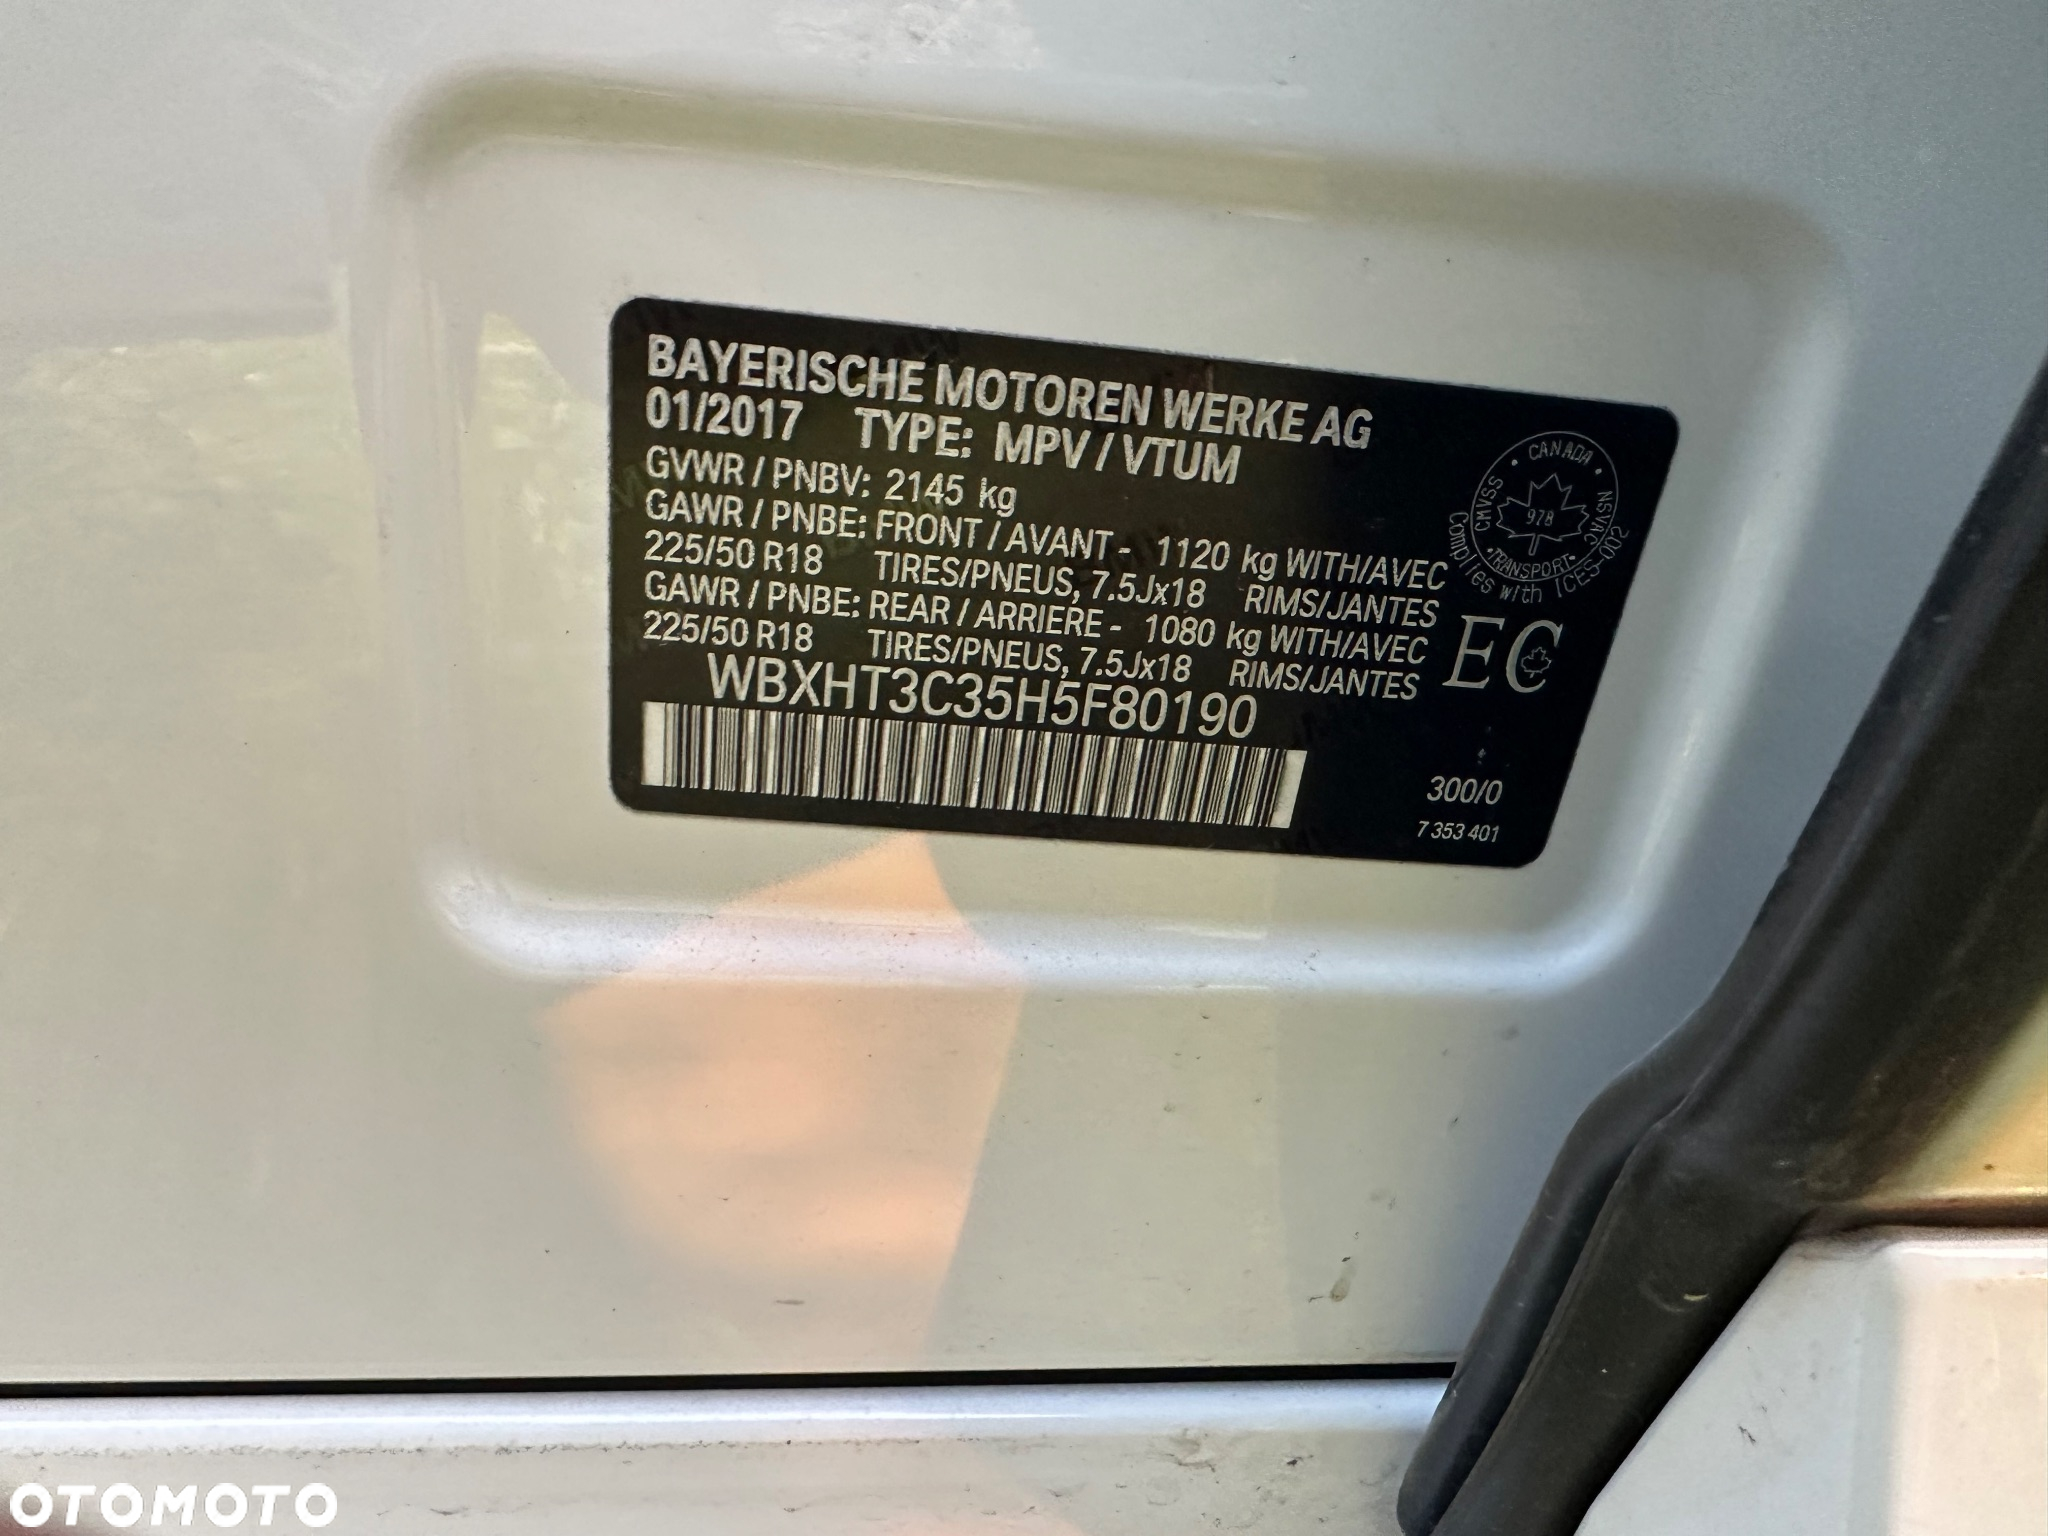 BAYERISCHE MOTOREN WERKE AG
01/2017 TYPE: MPV / VTUM
GVWR / PNBV: 2145 kg
GAWR / PNBE: FRONT / AVANT - 1120 kg WITH/AVEC
225/50 R18 TIRES/PNEUS, 7.5Jx18 RIMS/JANTES
GAWR / PNBE: REAR / ARRIERE - 1080 kg WITH/AVEC
225/50 R18 TIRES/PNEUS, 7.5Jx18 RIMS/JANTES
WBXHT3C35H5F80190
CMVSS · CANADA · NSVAC
978
· TRANSPORT ·
Complies with ICES-002
EC
300/0
7 353 401
OTOMOTO